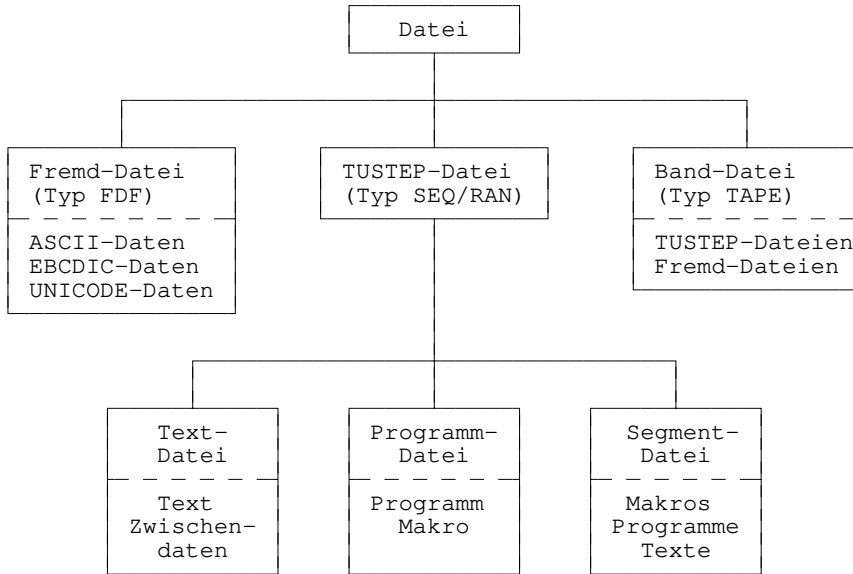 Datei
Fremd-Datei
(Typ FDF)
ASCII-Daten
EBCDIC-Daten
UNICODE-Daten
TUSTEP-Datei
(Typ SEQ/RAN)
Band-Datei
(Typ TAPE)
TUSTEP-Dateien
Fremd-Dateien
Text-
Datei
Text
Zwischen-
daten
Programm-
Datei
Programm
Makro
Segment-
Datei
Makros
Programme
Texte